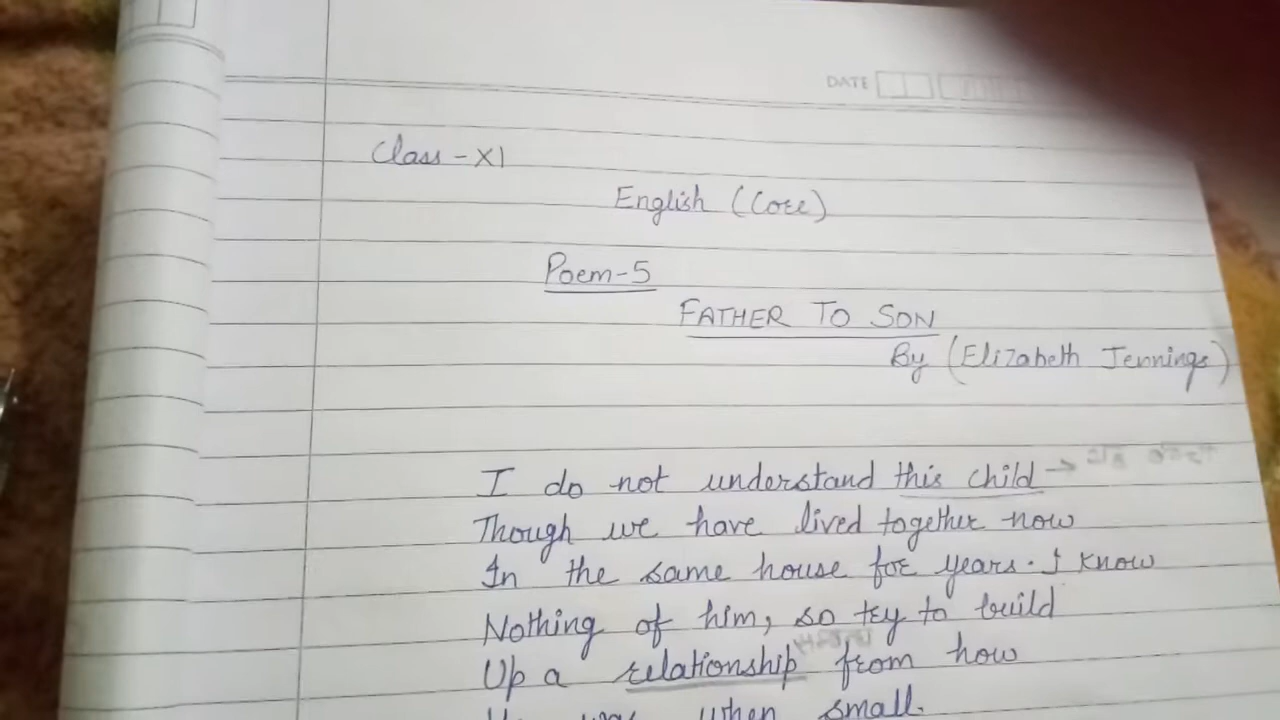 DATE
Class - XI
English (Core)
Poem-5
FATHER TO SON
By (Elizabeth Jennings)
I do not understand this child →
Though we have lived together now
In the same house for years. I know
Nothing of him, so try to build
Up a relationship from how
He was when small.